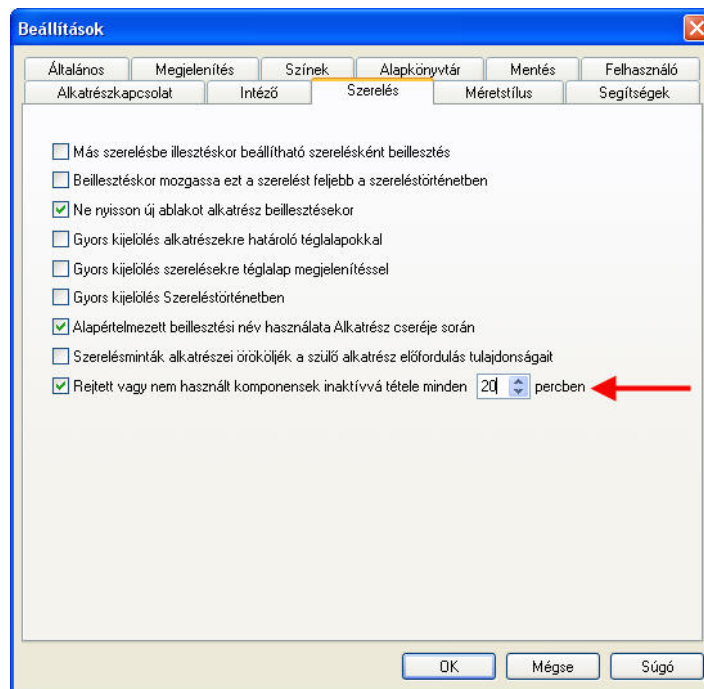 Beállítások
Általános Megjelenítés Színek Alapkönyvtár Mentés Felhasználó
Alkatrészkapcsolat Intéző Szerelés Méretstílus Segítségek
Más szerelésbe illesztéskor beállítható szerelésként beillesztés
Beillesztéskor mozgassa ezt a szerelést feljebb a szereléstörténetben
Ne nyisson új ablakot alkatrész beillesztésekor
Gyors kijelölés alkatrészekre határoló téglalapokkal
Gyors kijelölés szerelésekre téglalap megjelenítéssel
Gyors kijelölés Szereléstörténetben
Alapértelmezett beillesztési név használata Alkatrész cseréje során
Szerelésminták alkatrészei örököljék a szülő alkatrész előfordulás tulajdonságait
Rejtett vagy nem használt komponensek inaktívvá tétele minden 20 percben
OK Mégse Súgó